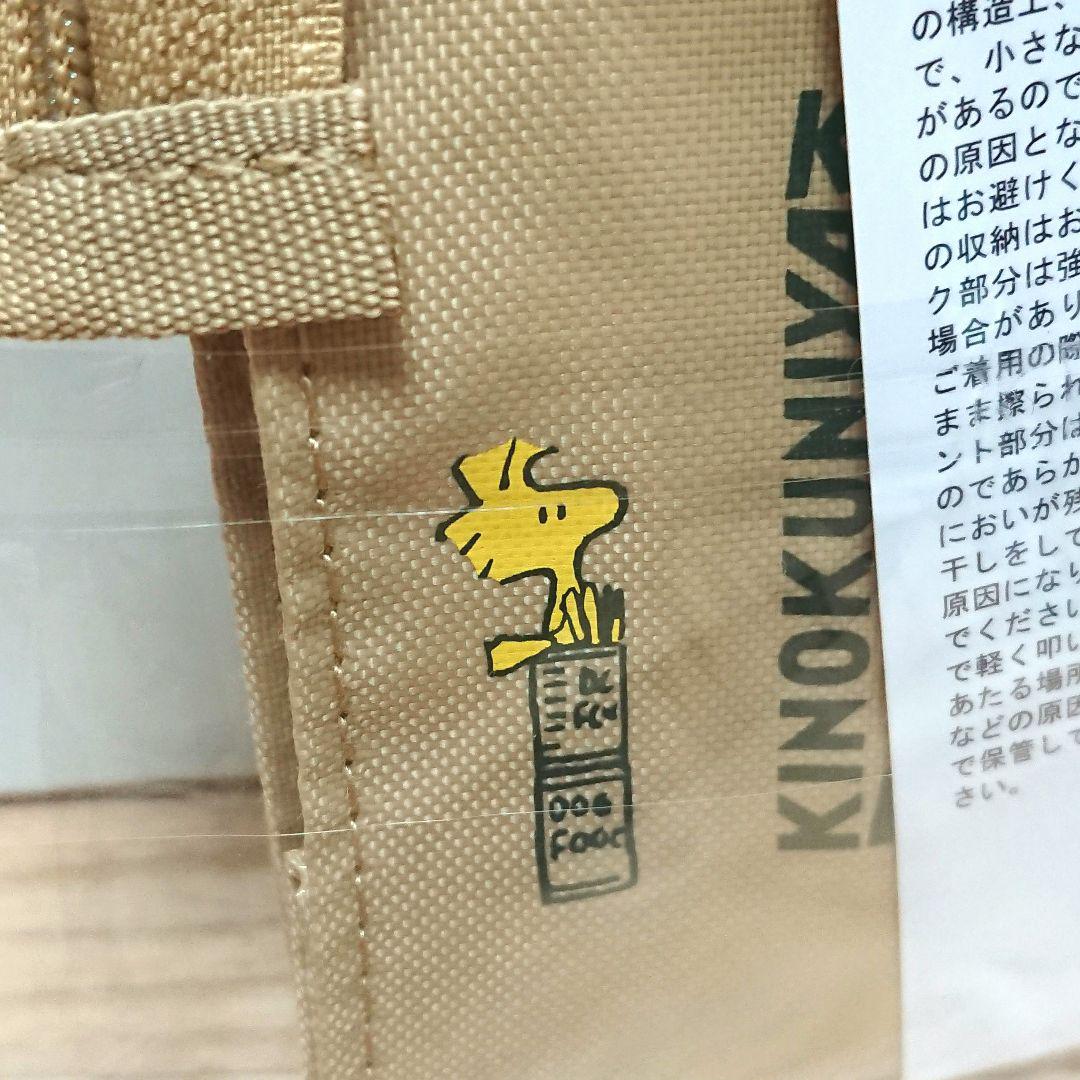 KINOKUNIYA
DOG
FOOD
の構造上、
で、小さな
があるので
の原因とな
はお避けく
の収納はお
ク部分は強
場合があり
ご着用の際
まま擦られ
ント部分は
のであらか
においが残
干しをして
原因になり
でください
で軽く叩い
あたる場所
などの原因
で保管して
さい。